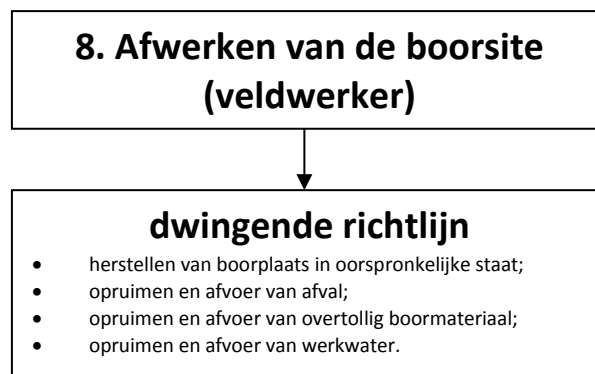 8. Afwerken van de boorsite
(veldwerker)
dwingende richtlijn
• herstellen van boorplaats in oorspronkelijke staat;
• opruimen en afvoer van afval;
• opruimen en afvoer van overtollig boormateriaal;
• opruimen en afvoer van werkwater.